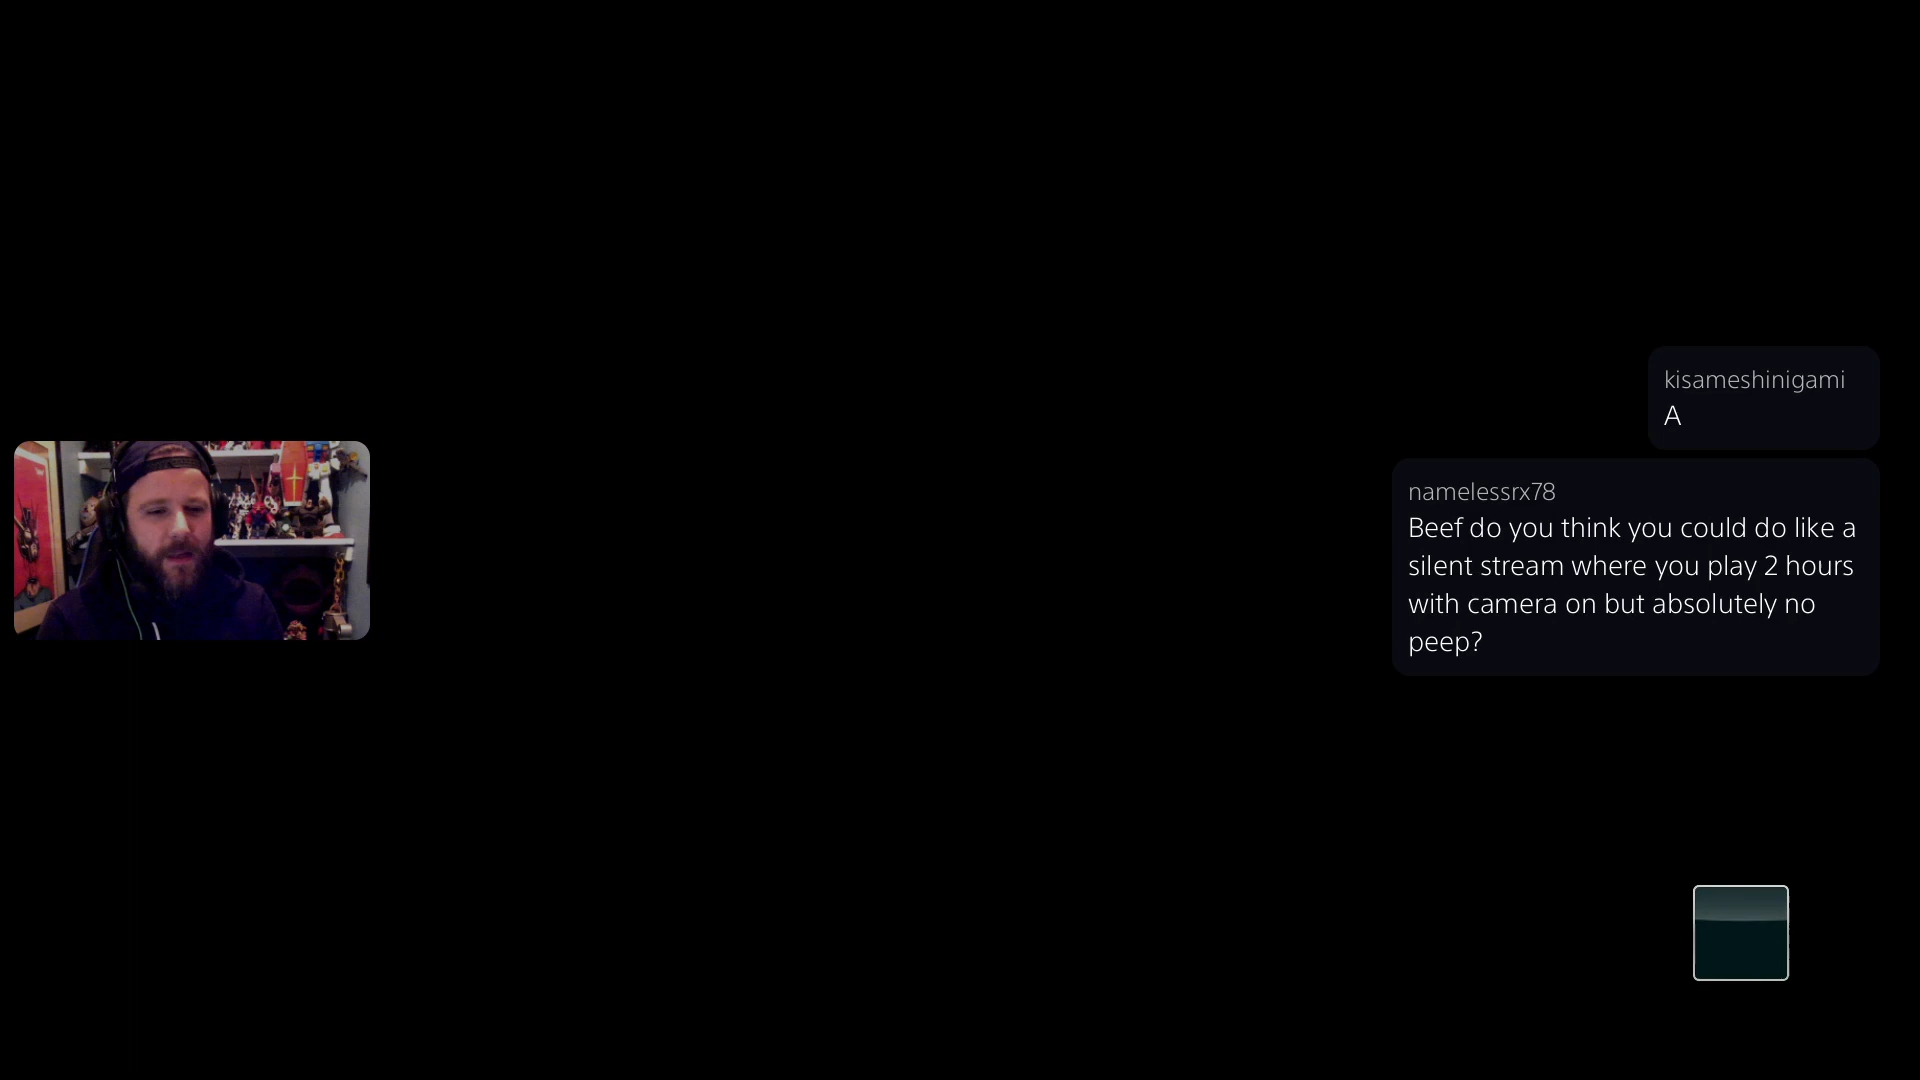 kisameshinigami
A
namelessrx78
Beef do you think you could do like a
silent stream where you play 2 hours
with camera on but absolutely no
peep?